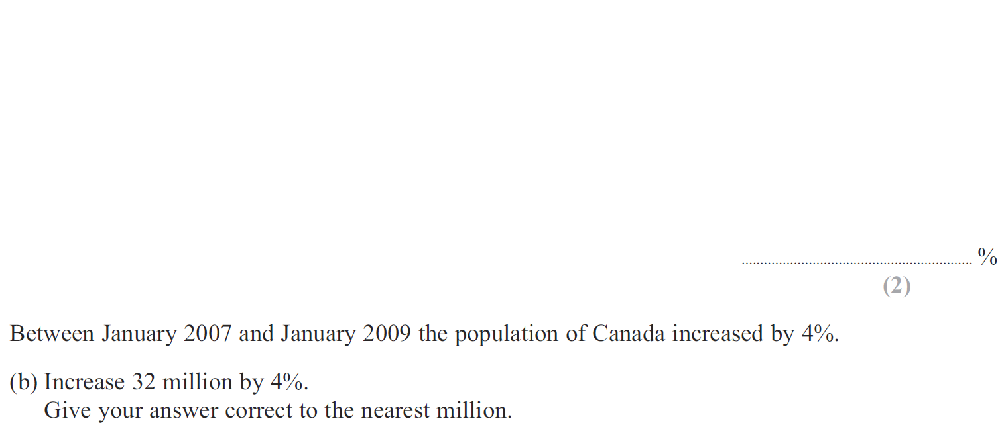 ............................................................... %
(2)
Between January 2007 and January 2009 the population of Canada increased by 4%.
(b) Increase 32 million by 4%.
Give your answer correct to the nearest million.